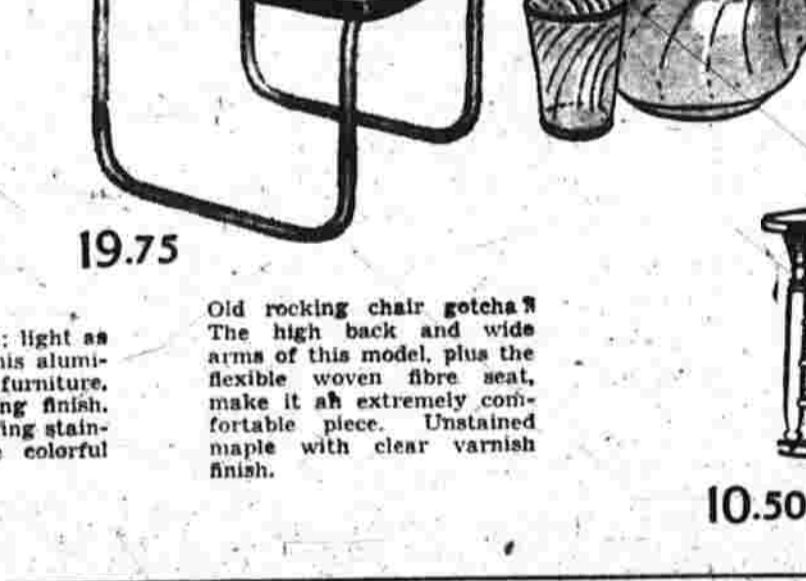 19.75
: light as
his alumi-
furniture.
ng finish.
ing stain-
colorful
Old rocking chair gotcha?
The high back and wide
arms of this model, plus the
flexible woven fibre seat,
make it an extremely com-
fortable piece. Unstained
maple with clear varnish
finish.
10.50